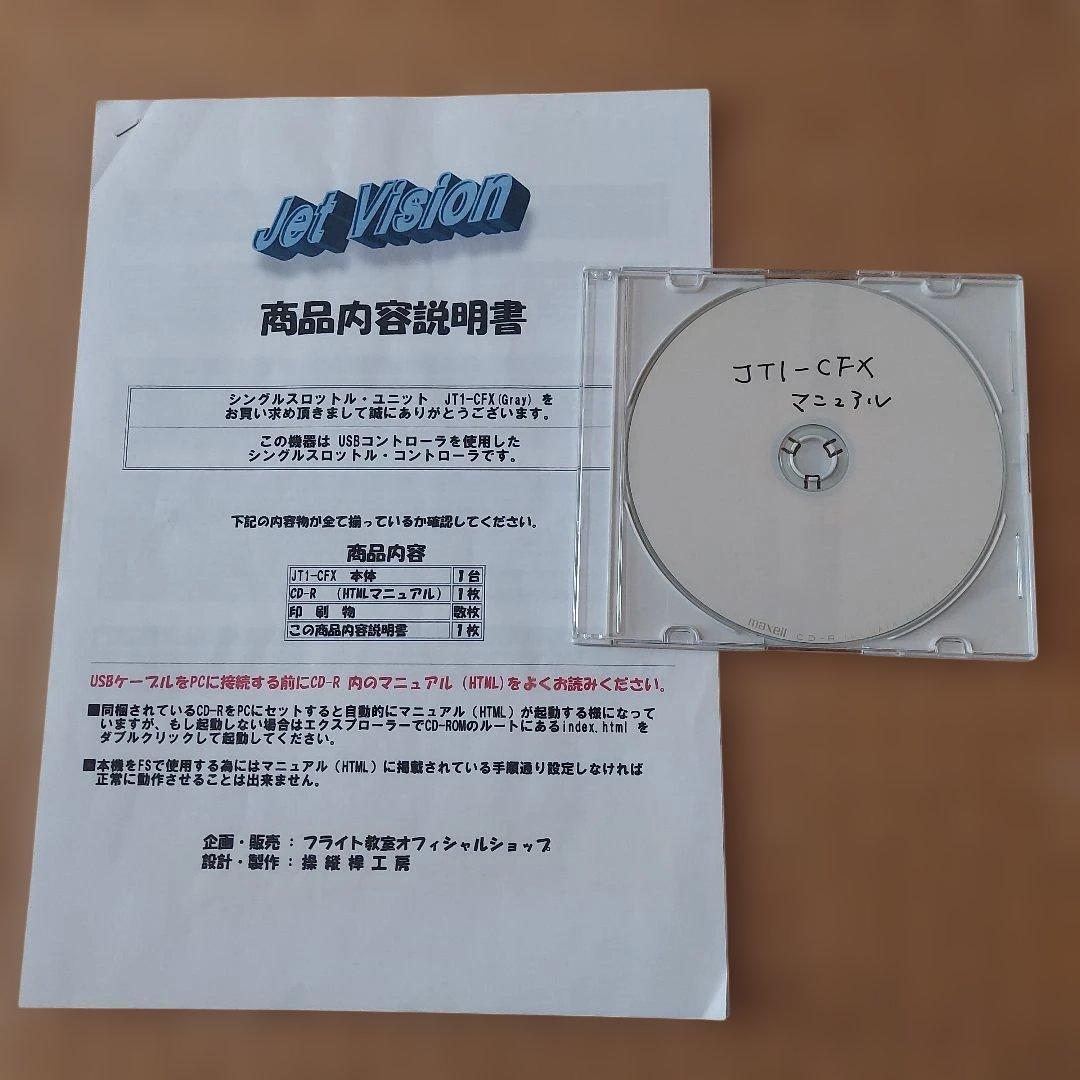 Jet Vision
商品内容説明書
シングルスロットル・ユニット JT1-CFX(Gray) を
お買い求め頂きまして誠にありがとうございます。
この機器は USBコントローラを使用した
シングルスロットル・コントローラです。
下記の内容物が全て揃っているか確認してください。
商品内容
JT1-CFX 本体 1台
CD-R (HTMLマニュアル) 1枚
印 刷 物 数枚
この商品内容説明書 1枚
USBケーブルをPCに接続する前にCD-R 内のマニュアル (HTML)をよくお読みください。
■同梱されているCD-RをPCにセットすると自動的にマニュアル (HTML) が起動する様になって
いますが、もし起動しない場合はエクスプローラーでCD-ROMのルートにあるindex.html を
ダブルクリックして起動してください。
■本機をFSで使用する為にはマニュアル (HTML) に掲載されている手順通り設定しなければ
正常に動作させることは出来ません。
企画・販売 : フライト教室オフィシャルショップ
設計・製作 : 操 縦 桿 工 房
JT1-CFX
マニュアル
maxell CD-R